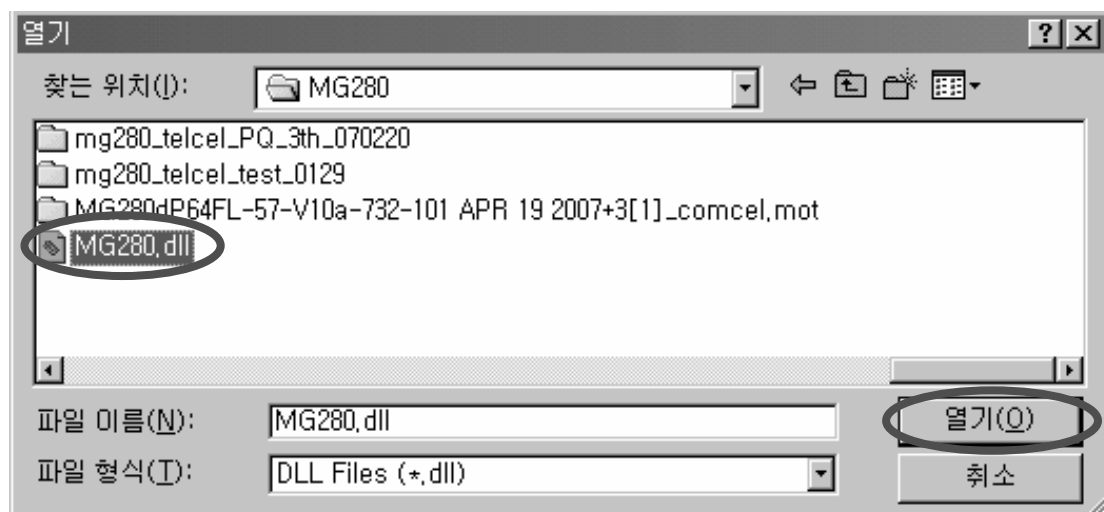 열기
찾는 위치(I):
MG280
mg280_telcel_PQ_3th_070220
mg280_telcel_test_0129
MG280dP64FL-57-V10a-732-101 APR 19 2007+3[1]_comcel.mot
MG280.dll
파일 이름(N):
MG280.dll
열기(O)
파일 형식(T):
DLL Files (*.dll)
취소